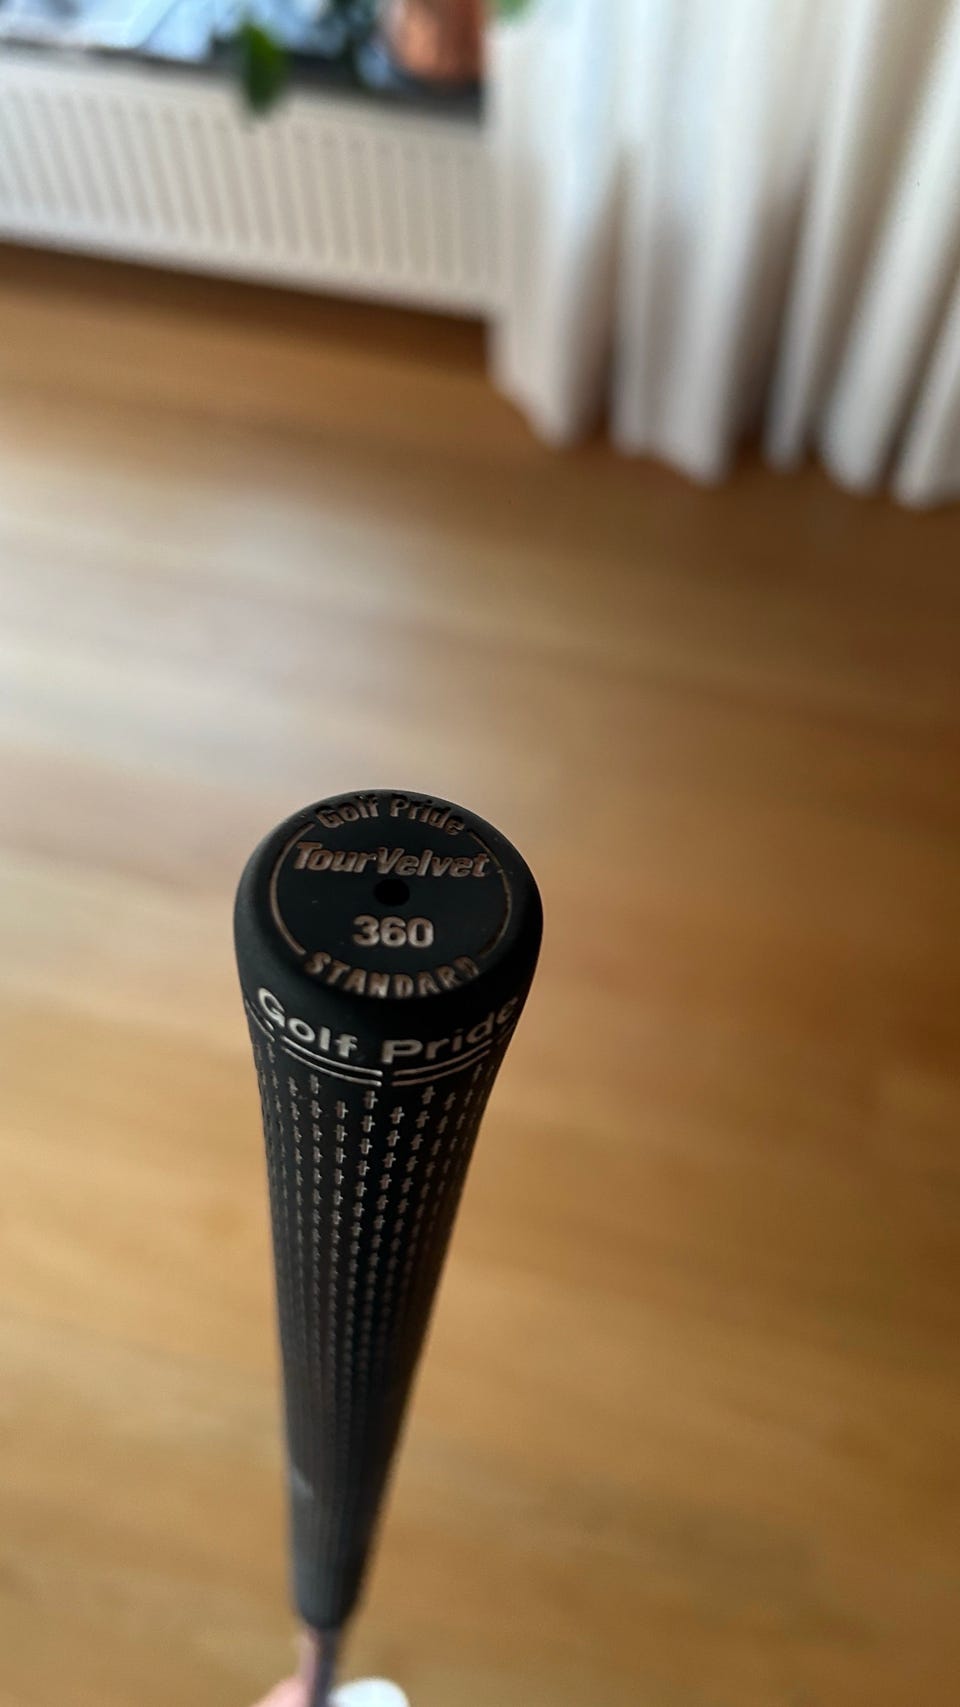 Golf Pride
TourVelvet
360
STANDARD
Golf Pride